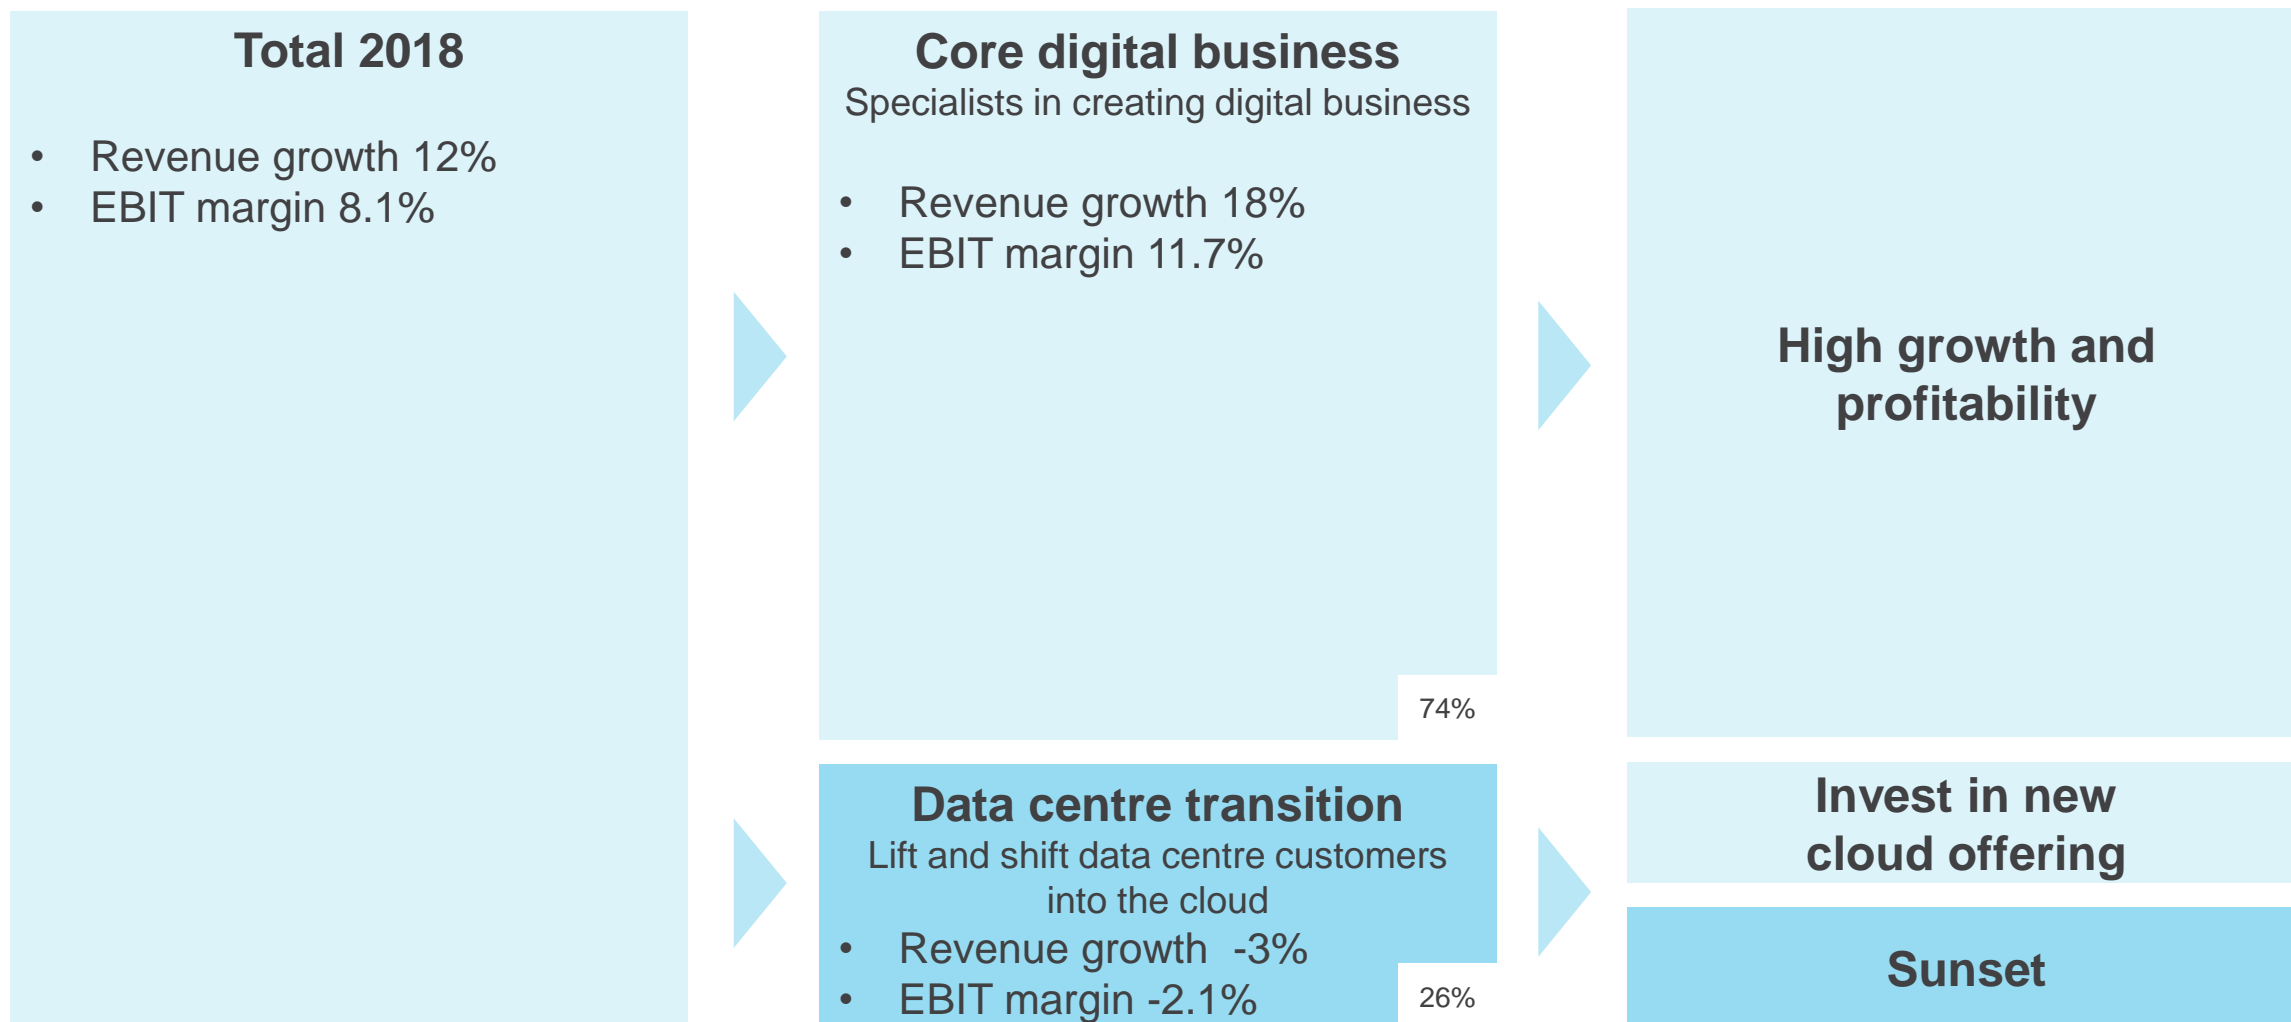 Total 2018
• Revenue growth 12%
• EBIT margin 8.1%
Core digital business
Specialists in creating digital business
• Revenue growth 18%
• EBIT margin 11.7%
74%
Data centre transition
Lift and shift data centre customers
into the cloud
• Revenue growth -3%
• EBIT margin -2.1%
26%
High growth and
profitability
Invest in new
cloud offering
Sunset